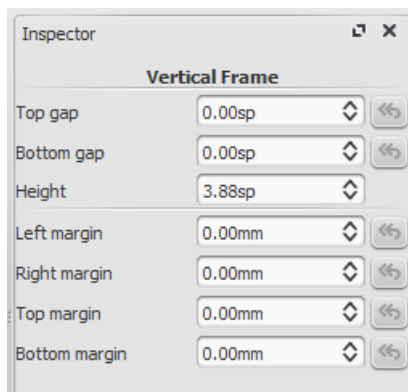 Inspector
Vertical Frame
Top gap 0.00sp
Bottom gap 0.00sp
Height 3.88sp
Left margin 0.00mm
Right margin 0.00mm
Top margin 0.00mm
Bottom margin 0.00mm